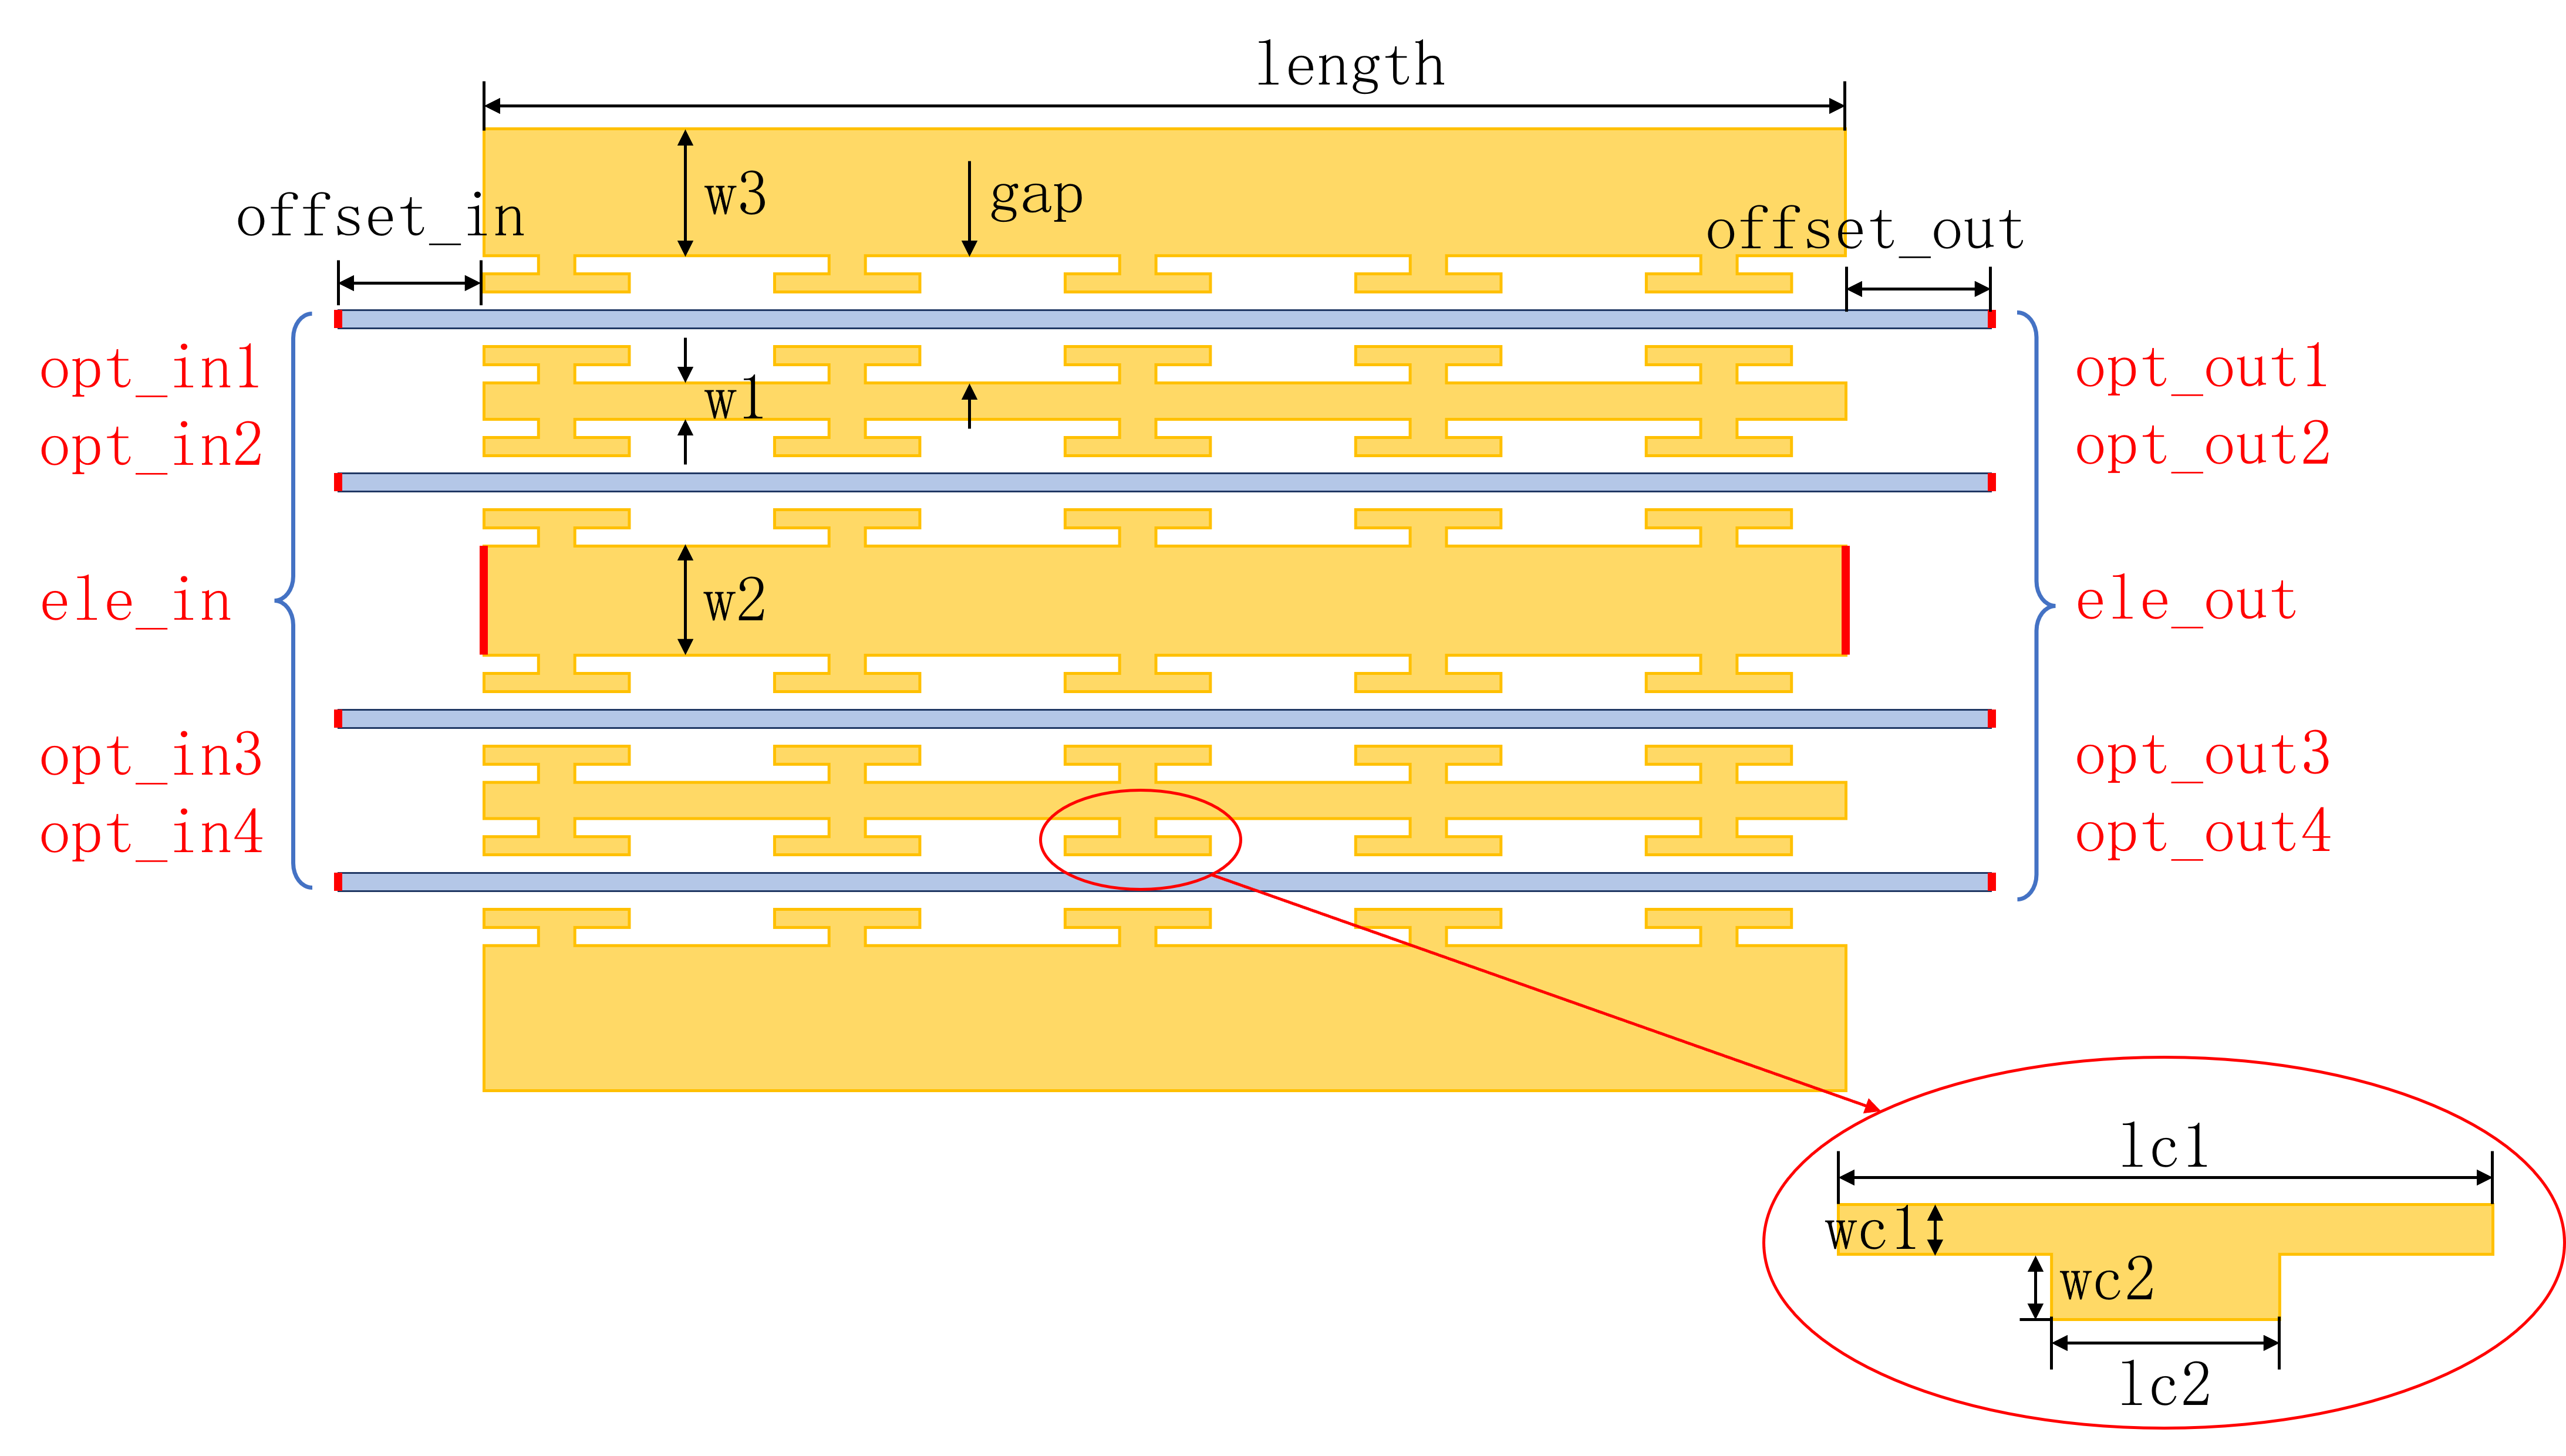 length
w3
gap
offset_in
offset_out
opt_in1
w1
opt_out1
opt_in2
opt_out2
ele_in
w2
ele_out
opt_in3
opt_out3
opt_in4
opt_out4
lc1
wc1
wc2
lc2